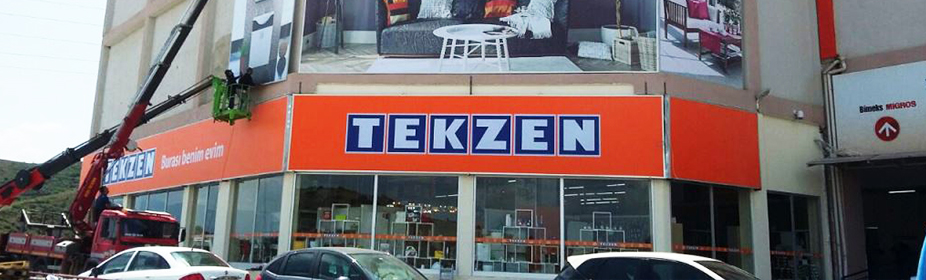 TEKZEN
TEKZEN Burası benim evim
Bimeks MIGROS